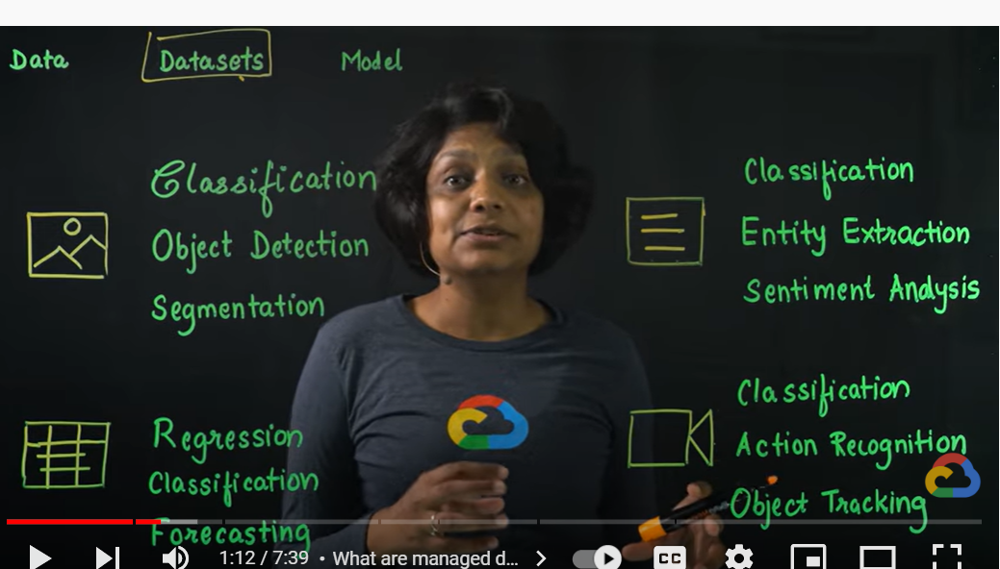 Data Datasets Model
Classification
Object Detection
Segmentation
Classification
Entity Extraction
Sentiment Analysis
Regression
Classification
Forecasting
Classification
Action Recognition
Object Tracking
1:12 / 7:39 • What are managed d...
CC